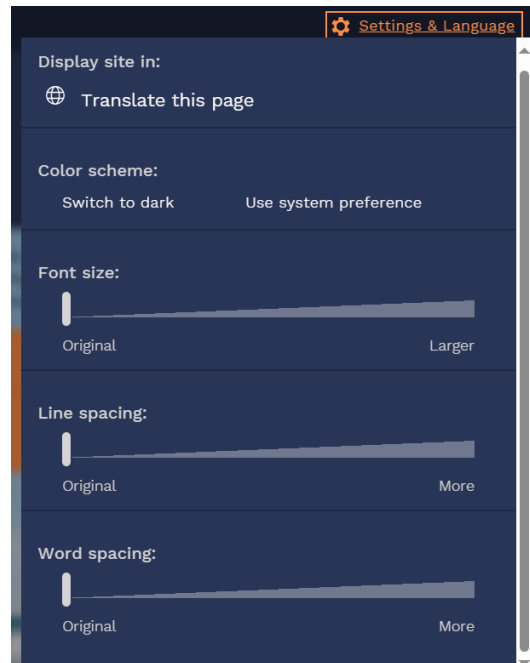 Settings & Language
Display site in:
Translate this page
Color scheme:
Switch to dark Use system preference
Font size:
Original Larger
Line spacing:
Original More
Word spacing:
Original More